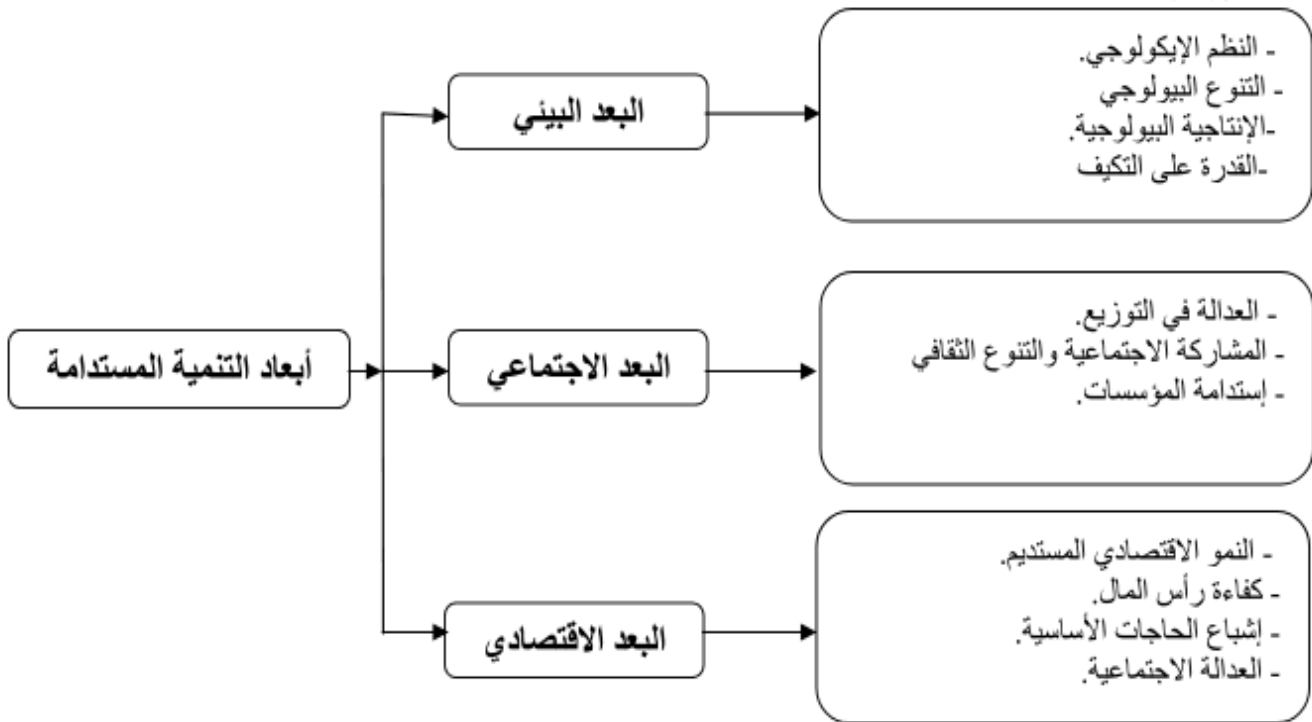 أبعاد التنمية المستدامة
البعد البيئي
- النظم الإيكولوجي.
- التنوع البيولوجي
-الإنتاجية البيولوجية.
-القدرة على التكيف
البعد الاجتماعي
- العدالة في التوزيع.
- المشاركة الاجتماعية والتنوع الثقافي
- إستدامة المؤسسات.
البعد الاقتصادي
- النمو الاقتصادي المستديم.
- كفاءة رأس المال.
- إشباع الحاجات الأساسية.
- العدالة الاجتماعية.